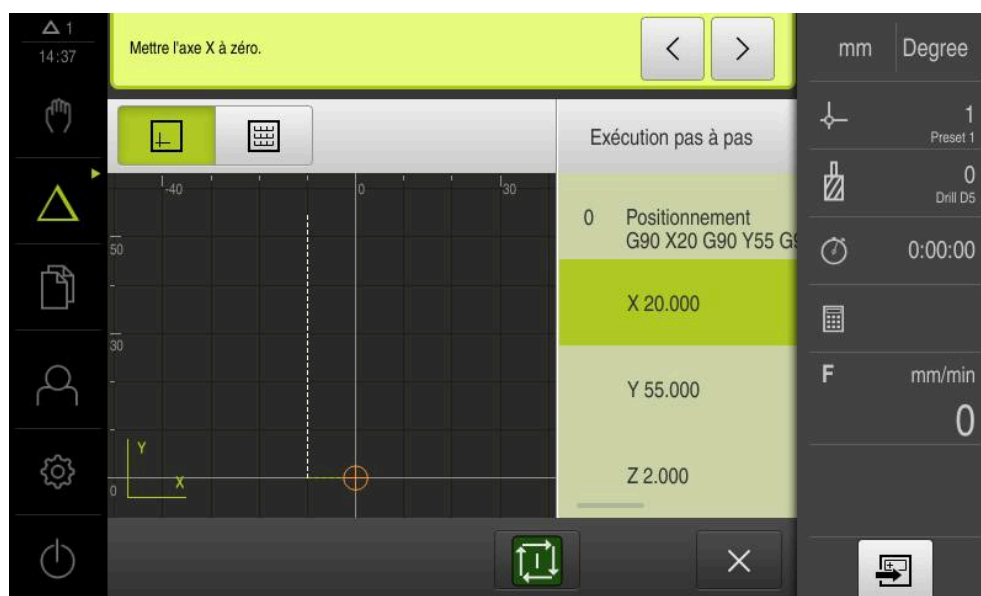 1
14:37
Mettre l'axe X à zéro.
mm
Degree
Exécution pas à pas
1
Preset 1
0
Drill D5
0:00:00
-40
0
30
50
30
0
Y
X
0 Positionnement
G90 X20 G90 Y55 G9
X 20.000
Y 55.000
Z 2.000
F mm/min
0